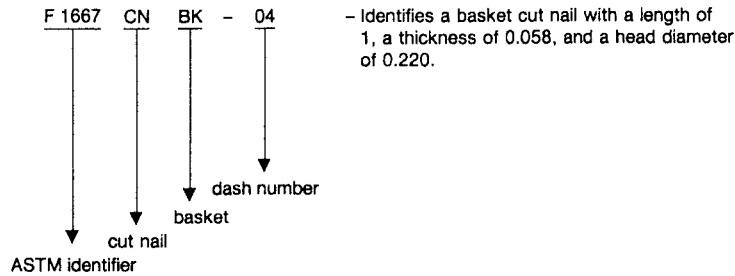 F 1667 CN BK – 04
– Identifies a basket cut nail with a length of
1, a thickness of 0.058, and a head diameter
of 0.220.
dash number
basket
cut nail
ASTM identifier